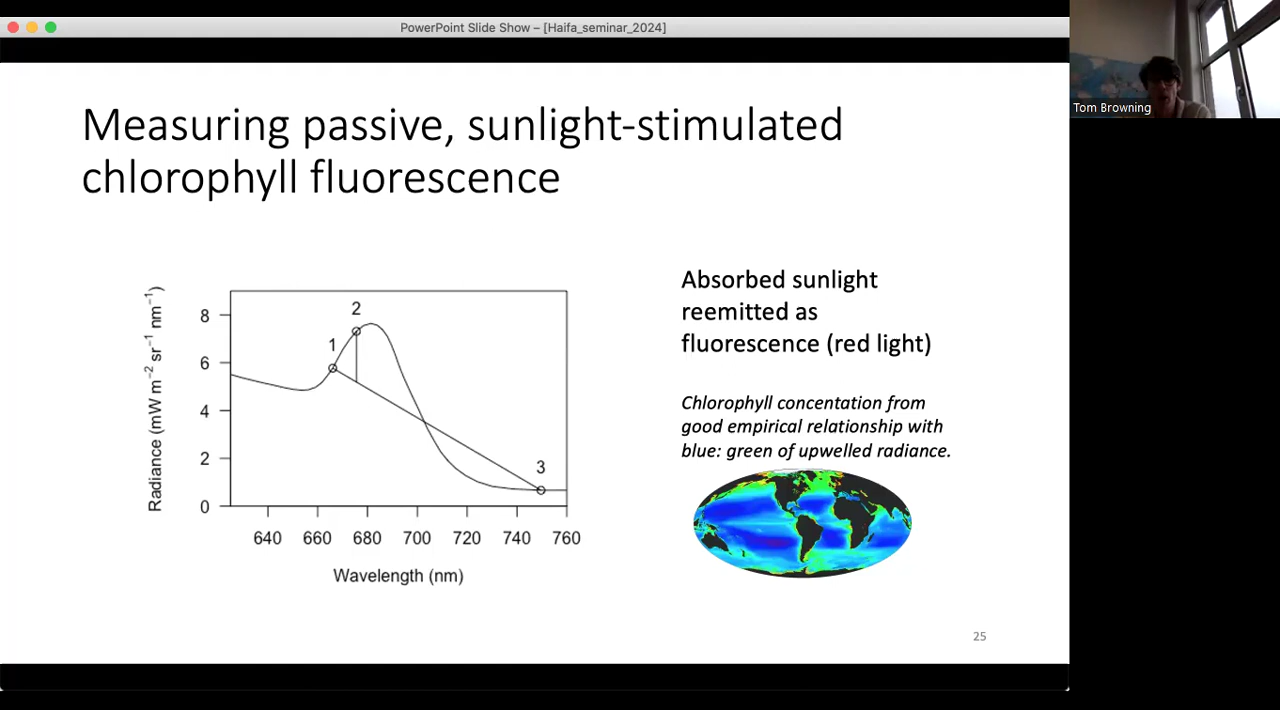 PowerPoint Slide Show – [Haifa_seminar_2024]
Tom Browning
Measuring passive, sunlight-stimulated
chlorophyll fluorescence
Radiance (mW m⁻² sr⁻¹ nm⁻¹)
8
6
4
2
0
1
2
3
640 660 680 700 720 740 760
Wavelength (nm)
Absorbed sunlight
reemitted as
fluorescence (red light)
Chlorophyll concentation from
good empirical relationship with
blue: green of upwelled radiance.
25